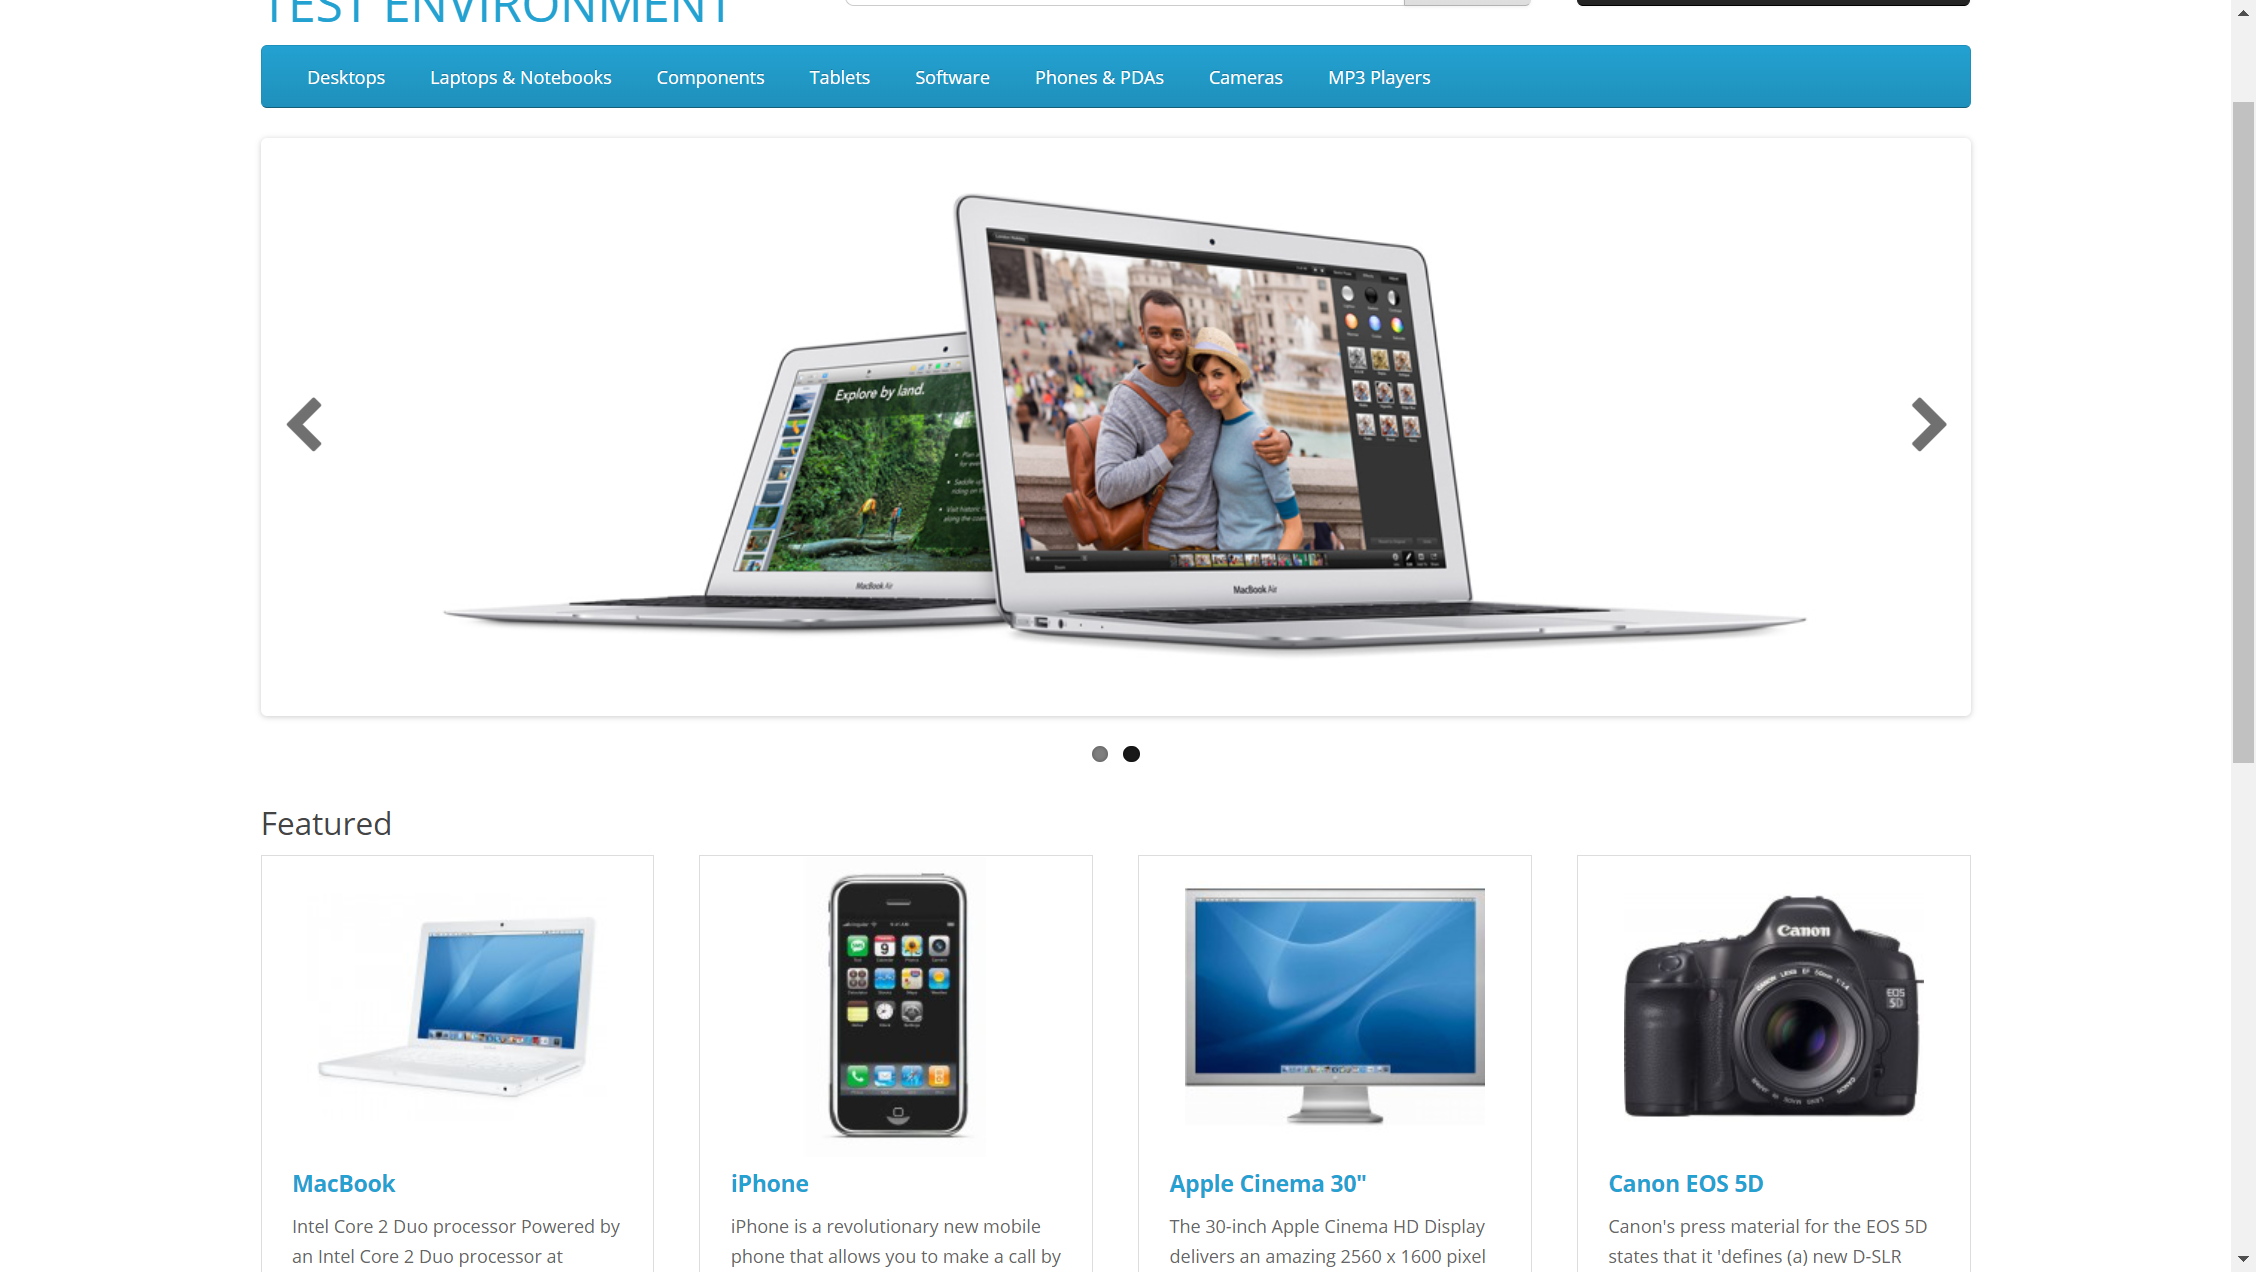 TEST ENVIRONMENT
Desktops Laptops & Notebooks Components Tablets Software Phones & PDAs Cameras MP3 Players
Explore by land.
MacBook Air
MacBook Air
Featured
Canon
EOS
5D
MacBook
Intel Core 2 Duo processor Powered by
an Intel Core 2 Duo processor at
iPhone
iPhone is a revolutionary new mobile
phone that allows you to make a call by
Apple Cinema 30"
The 30-inch Apple Cinema HD Display
delivers an amazing 2560 x 1600 pixel
Canon EOS 5D
Canon's press material for the EOS 5D
states that it 'defines (a) new D-SLR